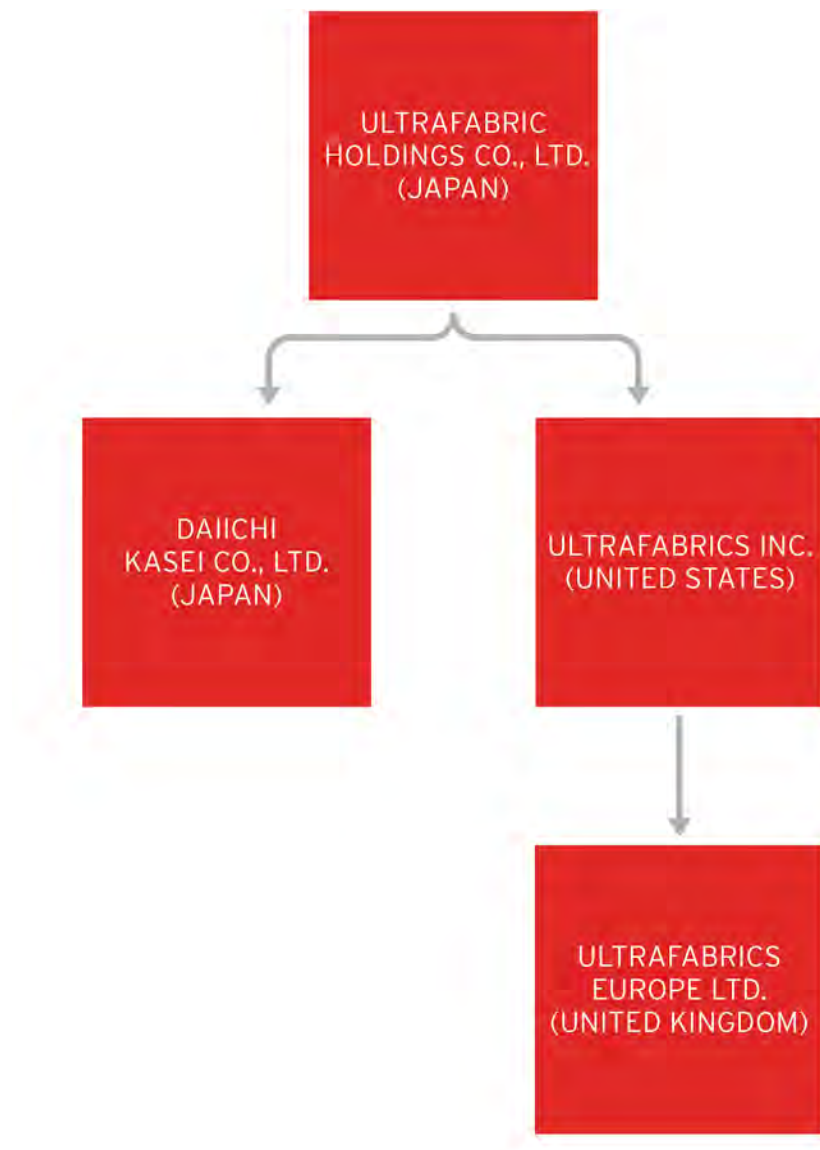 ULTRAFABRIC
HOLDINGS CO., LTD.
(JAPAN)
DAIICHI
KASEI CO., LTD.
(JAPAN)
ULTRAFABRICS INC.
(UNITED STATES)
ULTRAFABRICS
EUROPE LTD.
(UNITED KINGDOM)